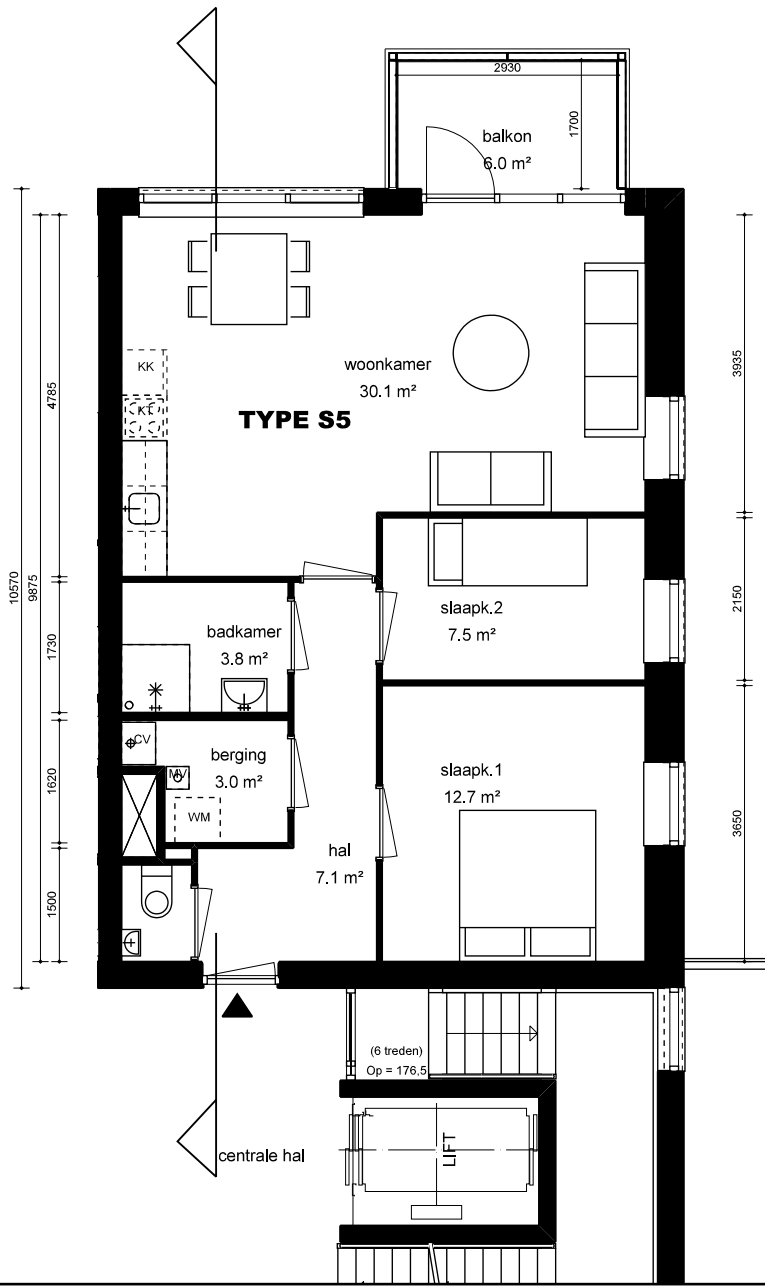 2930
1700
balkon
6.0 m²
KK
KT
woonkamer
30.1 m²
TYPE S5
4785
3935
10570
9875
slaapk.2
7.5 m²
2150
badkamer
3.8 m²
1730
CV
MV
WM
berging
3.0 m²
1620
slaapk.1
12.7 m²
3650
hal
7.1 m²
1500
(6 treden)
Op = 176,5
LIFT
centrale hal